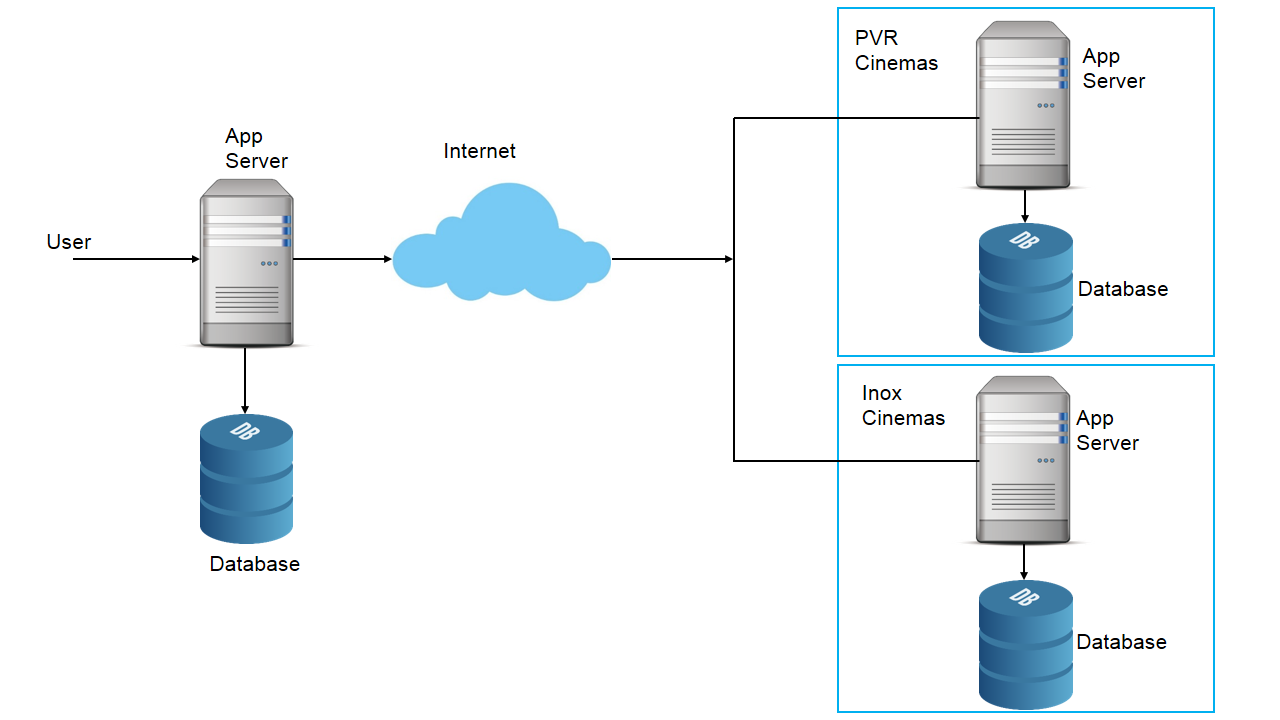 User
App
Server
DB
Database
Internet
PVR
Cinemas
App
Server
DB
Database
Inox
Cinemas
App
Server
DB
Database